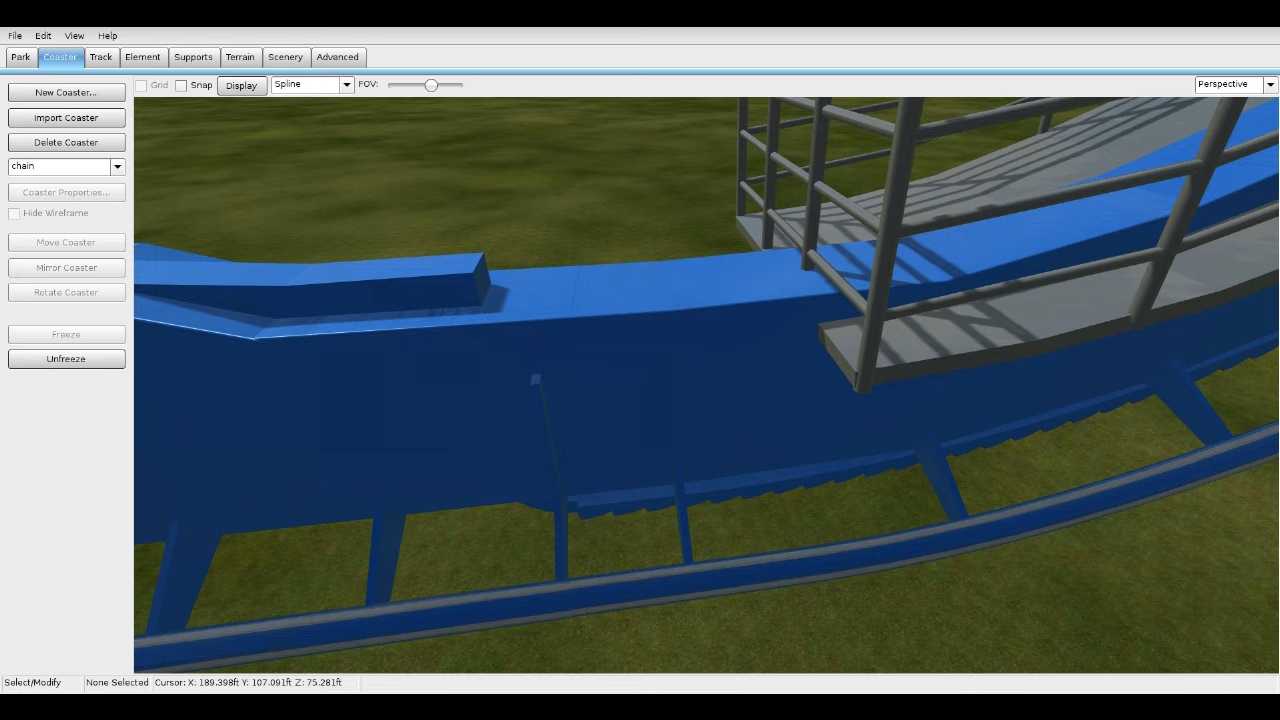 File Edit View Help
Park Coaster Track Element Supports Terrain Scenery Advanced
Grid Snap Display Spline FOV: Perspective
New Coaster...
Import Coaster
Delete Coaster
chain
Coaster Properties...
Hide Wireframe
Move Coaster
Mirror Coaster
Rotate Coaster
Freeze
Unfreeze
Select/Modify None Selected Cursor: X: 189.398ft Y: 107.091ft Z: 75.281ft